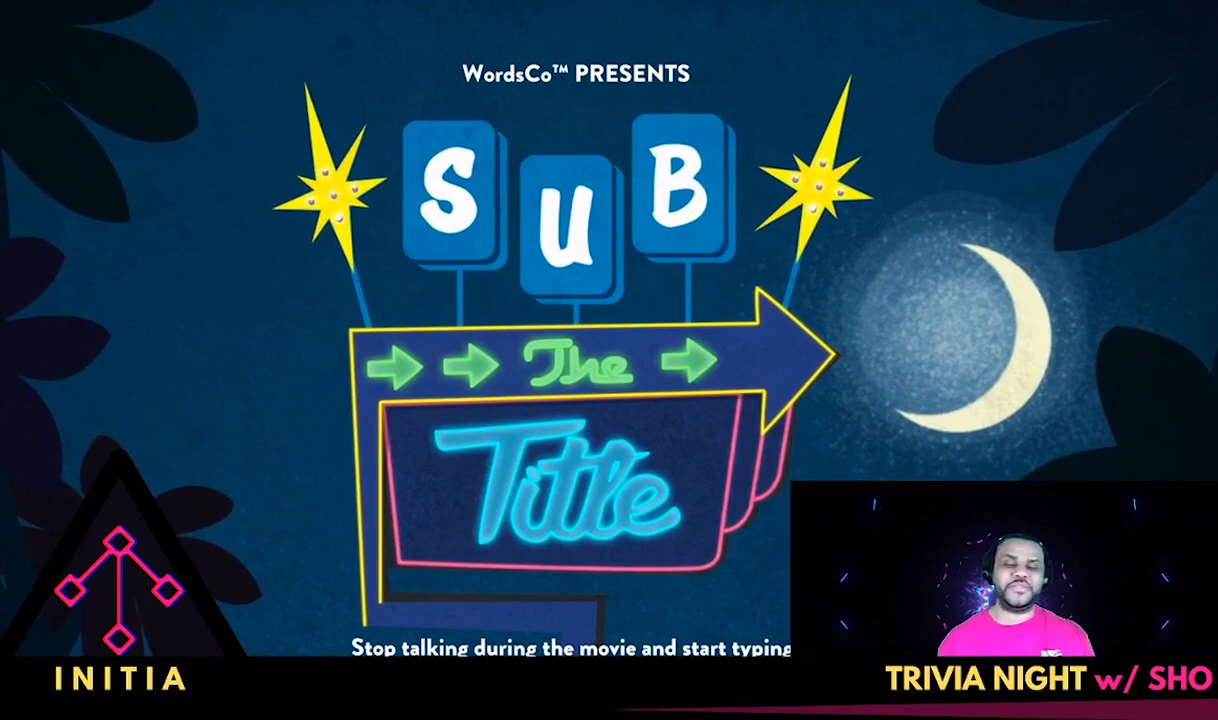 WordsCo™ PRESENTS
SUB
The
Title
Stop talking during the movie and start typing
INITIA
TRIVIA NIGHT w/ SHO